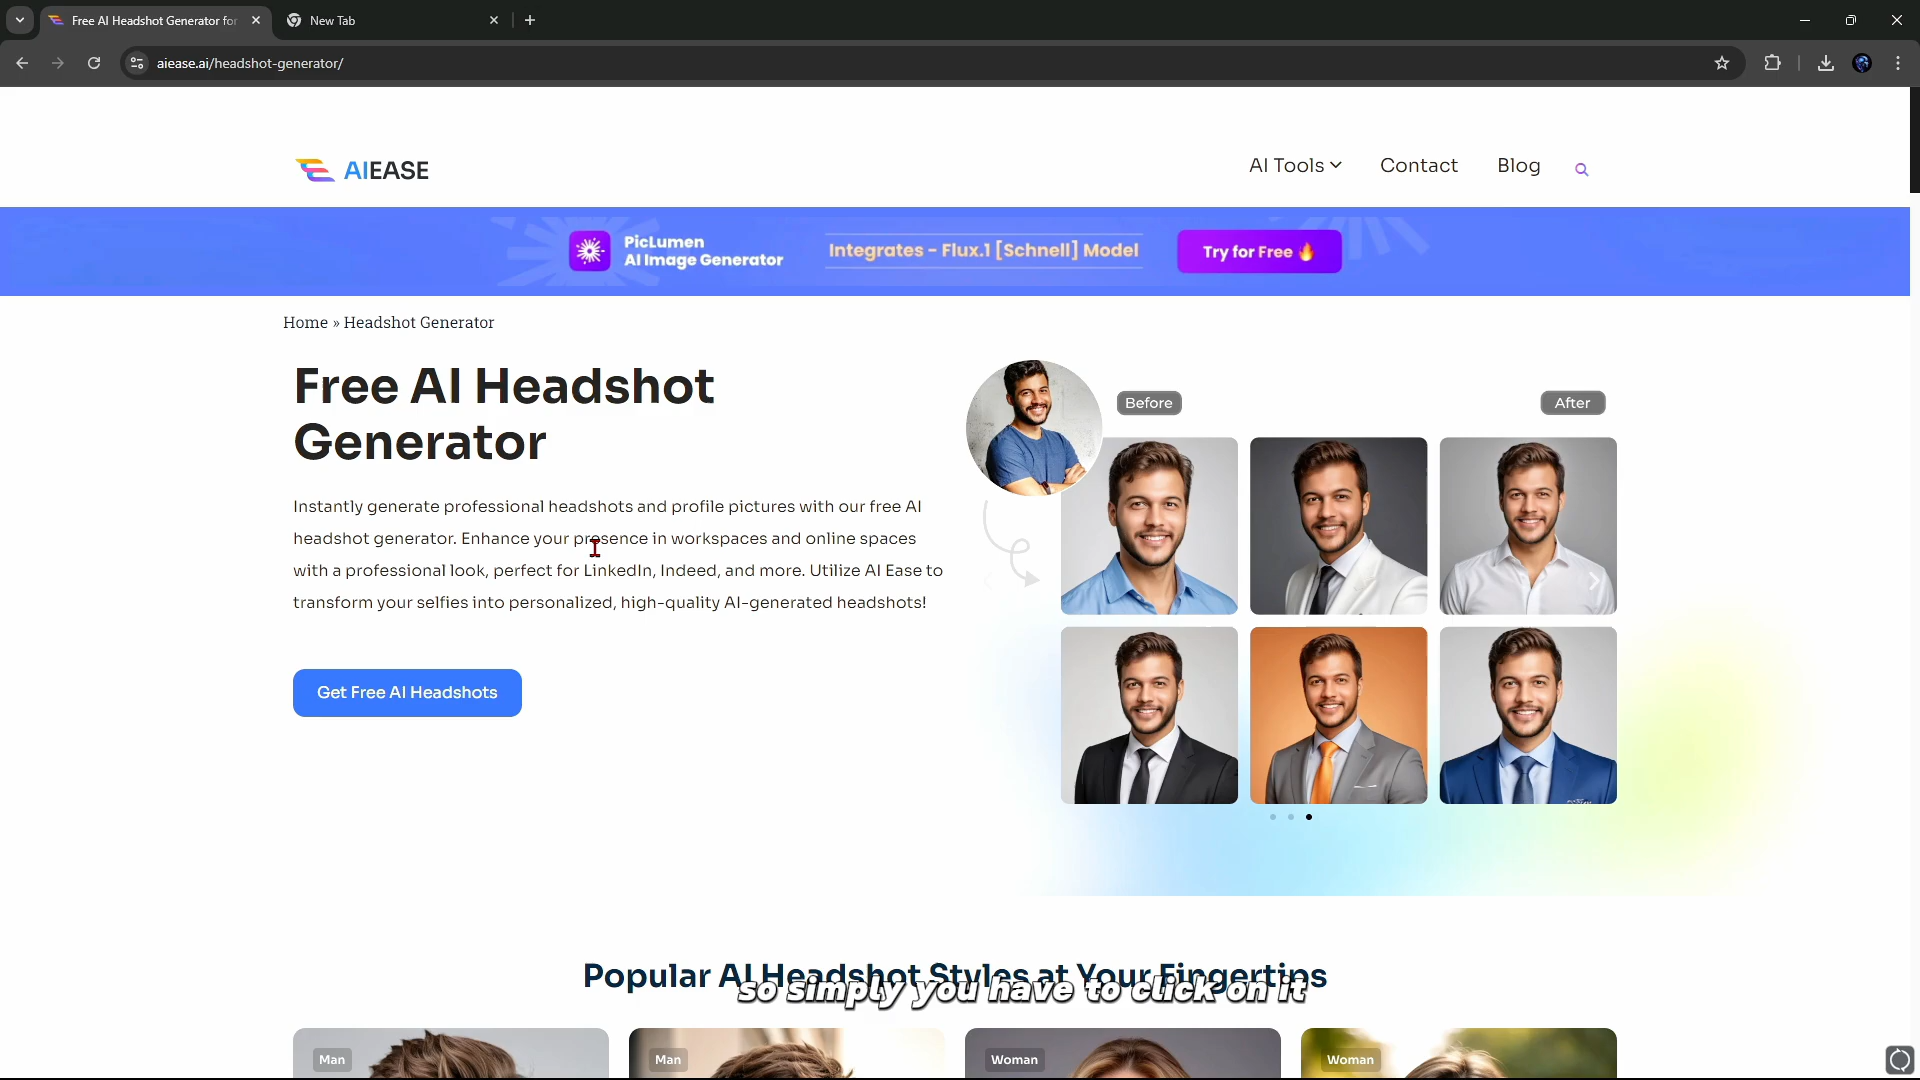 Free AI Headshot Generator for
New Tab
aiease.ai/headshot-generator/
AIEASE
AI Tools
Contact
Blog
PicLumen
AI Image Generator
Integrates - Flux.1 [Schnell] Model
Try for Free 🔥
Home » Headshot Generator
Free AI Headshot
Generator
Before
After
Instantly generate professional headshots and profile pictures with our free AI
headshot generator. Enhance your presence in workspaces and online spaces
with a professional look, perfect for LinkedIn, Indeed, and more. Utilize AI Ease to
transform your selfies into personalized, high-quality AI-generated headshots!
Get Free AI Headshots
Popular AI Headshot Styles at Your Fingertips
so simply you have to click on it
Man
Man
Woman
Woman